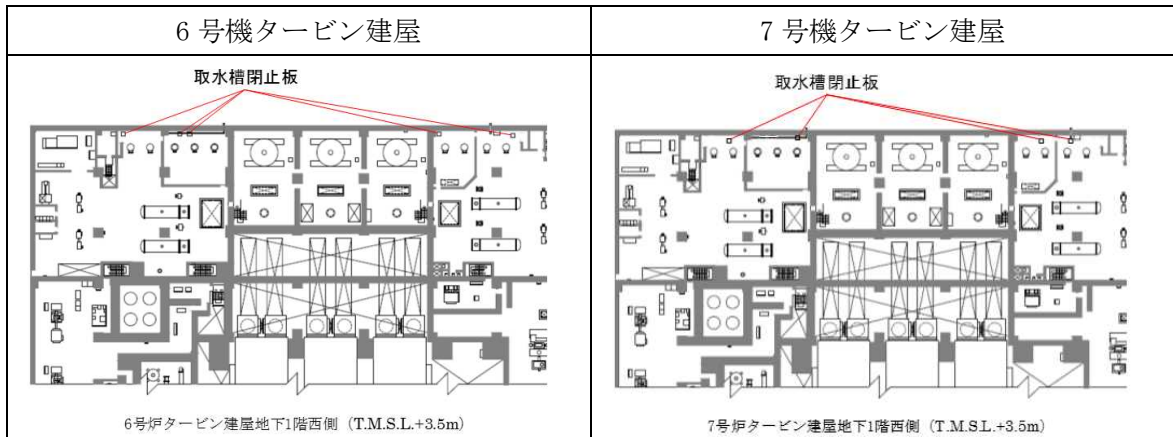 6 号機タービン建屋
7 号機タービン建屋
取水槽閉止板
取水槽閉止板
6号炉タービン建屋地下1階西側（T.M.S.L.+3.5m）
7号炉タービン建屋地下1階西側（T.M.S.L.+3.5m）